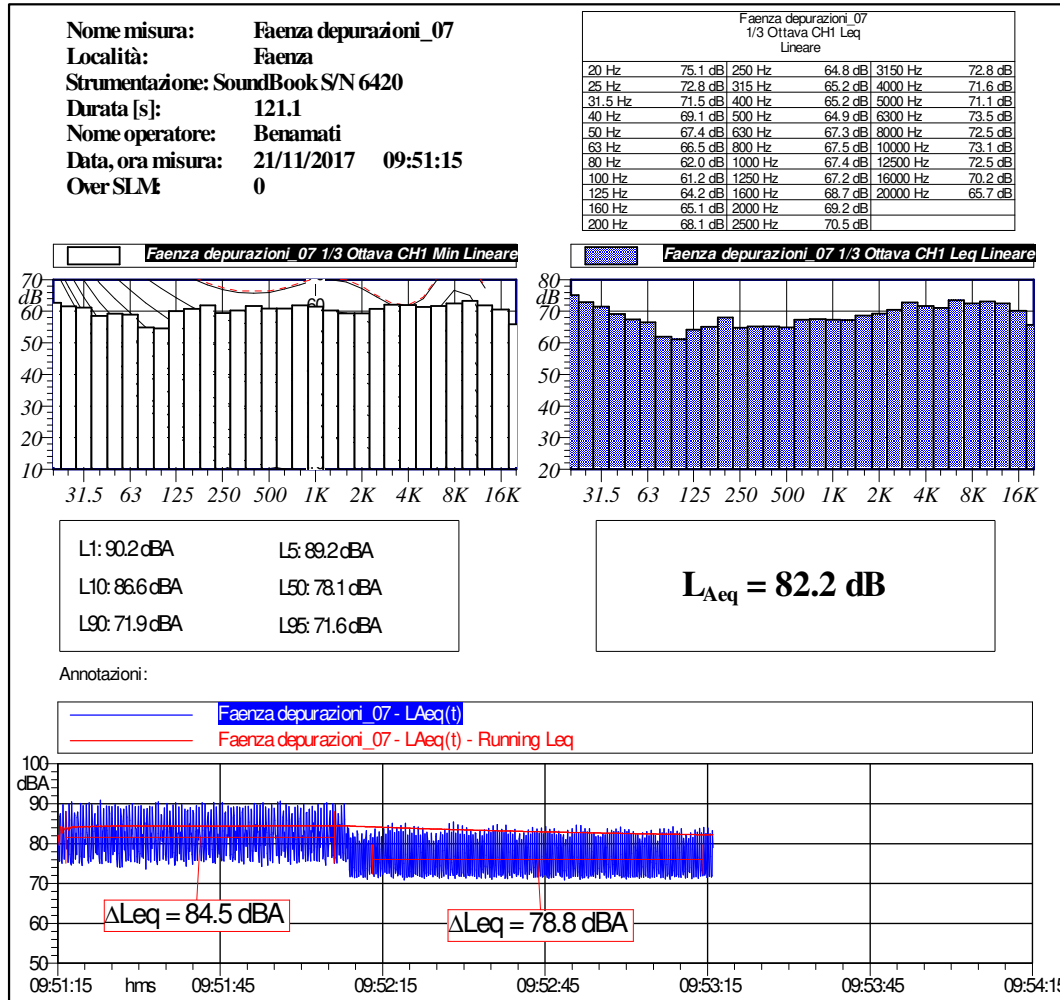 Nome misura: Faenza depurazioni_07
Località: Faenza
Strumentazione: SoundBook S/N 6420
Durata [s]: 121.1
Nome operatore: Benamati
Data, ora misura: 21/11/2017 09:51:15
Over SLM: 0
Faenza depurazioni_07
1/3 Ottava CH1 Leq
Lineare
20 Hz 75.1 dB 250 Hz 64.8 dB 3150 Hz 72.8 dB
25 Hz 72.8 dB 315 Hz 65.2 dB 4000 Hz 71.6 dB
31.5 Hz 71.5 dB 400 Hz 65.2 dB 5000 Hz 71.1 dB
40 Hz 69.1 dB 500 Hz 64.9 dB 6300 Hz 73.5 dB
50 Hz 67.4 dB 630 Hz 67.3 dB 8000 Hz 72.5 dB
63 Hz 66.5 dB 800 Hz 67.5 dB 10000 Hz 73.1 dB
80 Hz 62.0 dB 1000 Hz 67.4 dB 12500 Hz 72.5 dB
100 Hz 61.2 dB 1250 Hz 67.2 dB 16000 Hz 70.2 dB
125 Hz 64.2 dB 1600 Hz 68.7 dB 20000 Hz 65.7 dB
160 Hz 65.1 dB 2000 Hz 69.2 dB
200 Hz 68.1 dB 2500 Hz 70.5 dB
Faenza depurazioni_07 1/3 Ottava CH1 Min Lineare
70
dB
60
50
40
30
20
10
31.5 63 125 250 500 1K 2K 4K 8K 16K
Faenza depurazioni_07 1/3 Ottava CH1 Leq Lineare
80
dB
70
60
50
40
30
20
31.5 63 125 250 500 1K 2K 4K 8K 16K
L1: 90.2 dBA L5: 89.2 dBA
L10: 86.6 dBA L50: 78.1 dBA
L90: 71.9 dBA L95: 71.6 dBA
LAeq = 82.2 dB
Annotazioni:
Faenza depurazioni_07 - LAeq(t)
Faenza depurazioni_07 - LAeq(t) - Running Leq
100
dBA
90
80
70
60
50
ΔLeq = 84.5 dBA
ΔLeq = 78.8 dBA
09:51:15 hms 09:51:45 09:52:15 09:52:45 09:53:15 09:53:45 09:54:15